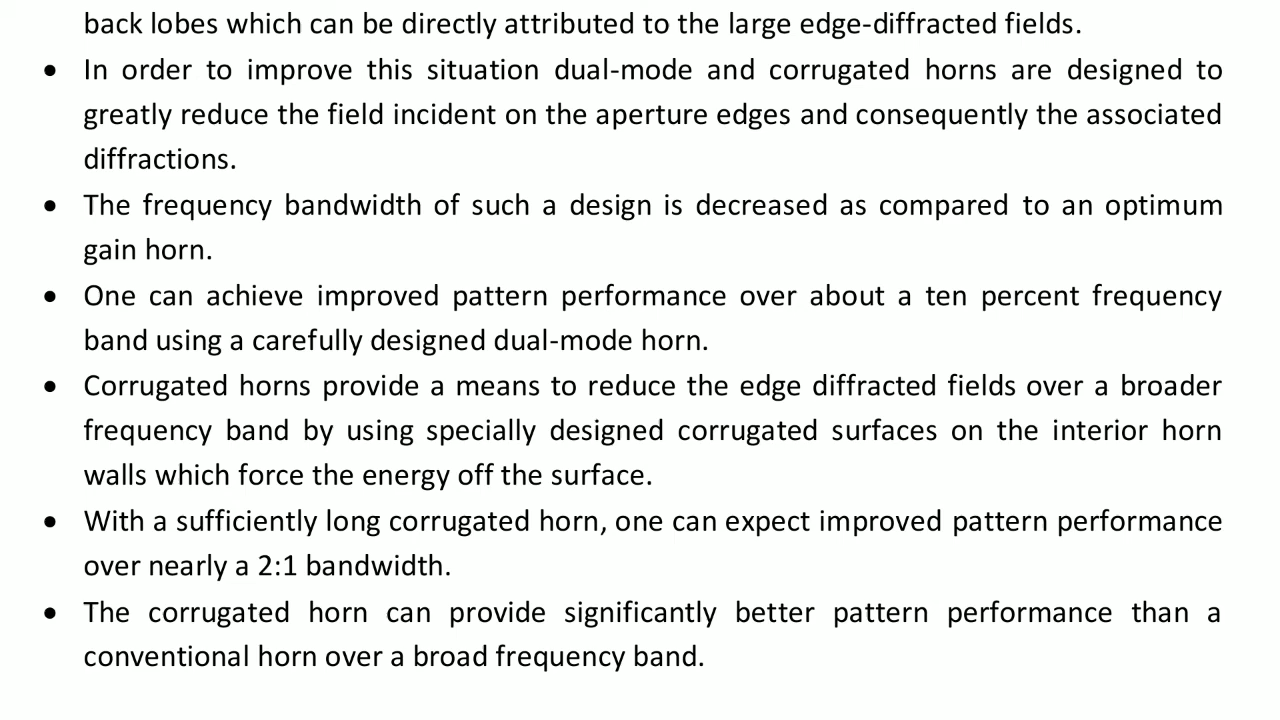 back lobes which can be directly attributed to the large edge-diffracted fields.
• In order to improve this situation dual-mode and corrugated horns are designed to
greatly reduce the field incident on the aperture edges and consequently the associated
diffractions.
• The frequency bandwidth of such a design is decreased as compared to an optimum
gain horn.
• One can achieve improved pattern performance over about a ten percent frequency
band using a carefully designed dual-mode horn.
• Corrugated horns provide a means to reduce the edge diffracted fields over a broader
frequency band by using specially designed corrugated surfaces on the interior horn
walls which force the energy off the surface.
• With a sufficiently long corrugated horn, one can expect improved pattern performance
over nearly a 2:1 bandwidth.
• The corrugated horn can provide significantly better pattern performance than a
conventional horn over a broad frequency band.